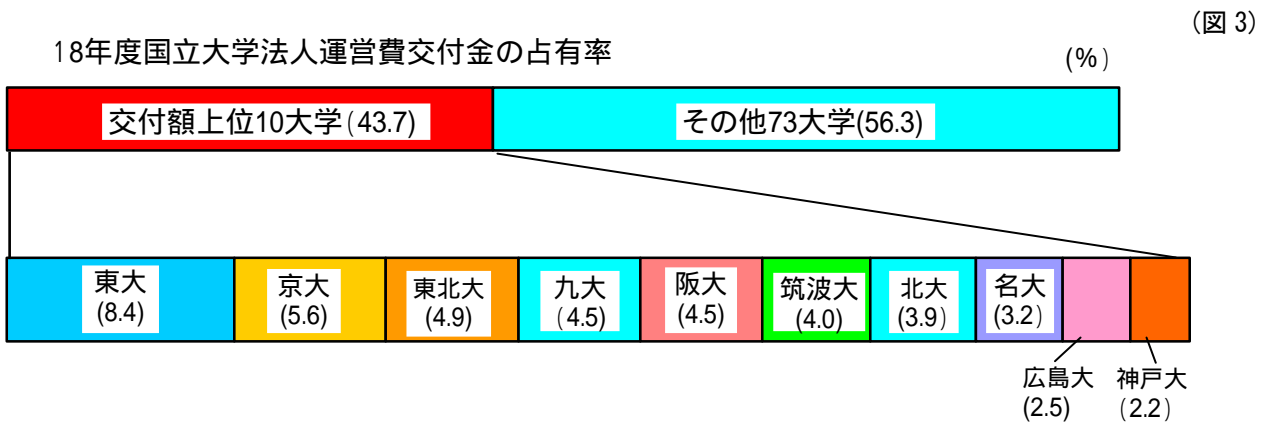 (図 3)
18年度国立大学法人運営費交付金の占有率
(%)
交付額上位10大学(43.7)
その他73大学(56.3)
東大
(8.4)
京大
(5.6)
東北大
(4.9)
九大
(4.5)
阪大
(4.5)
筑波大
(4.0)
北大
(3.9)
名大
(3.2)
広島大
(2.5)
神戸大
(2.2)